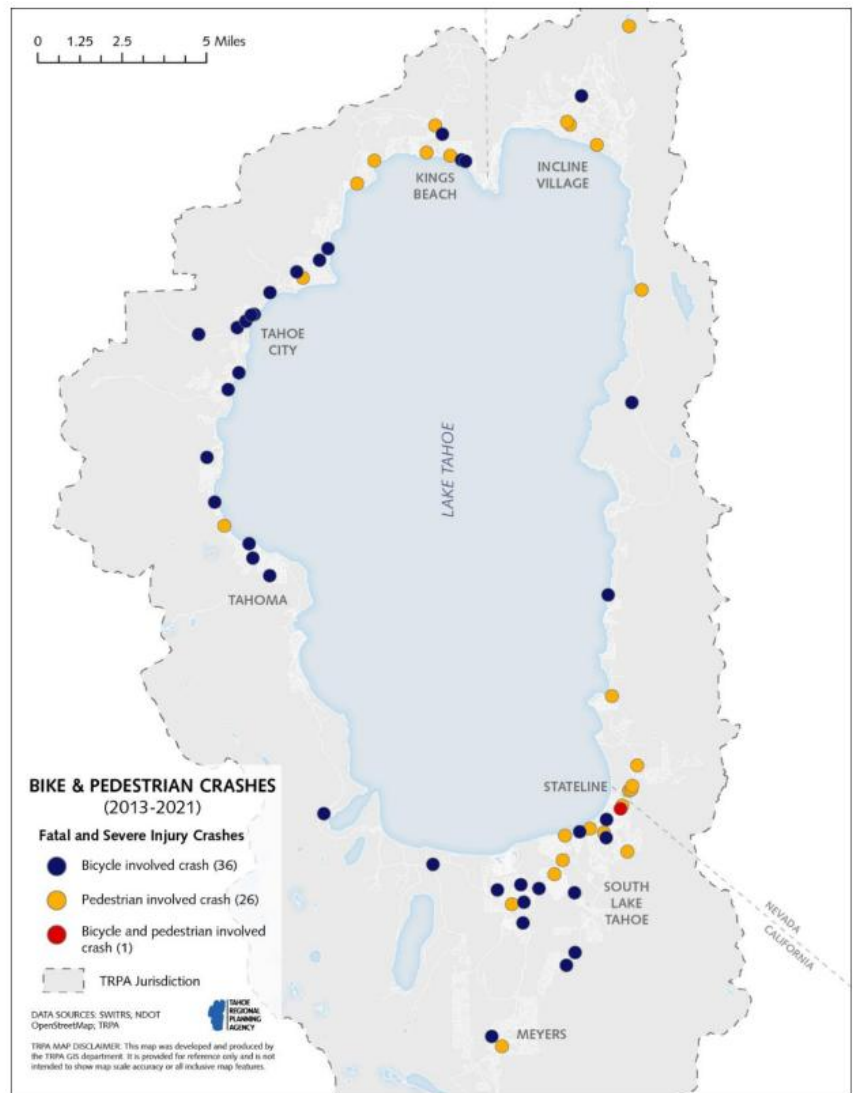 0 1.25 2.5 5 Miles
KINGS
BEACH
INCLINE
VILLAGE
TAHOE
CITY
LAKE TAHOE
TAHOMA
STATELINE
SOUTH
LAKE
TAHOE
NEVADA
CALIFORNIA
MEYERS
BIKE & PEDESTRIAN CRASHES
(2013-2021)
Fatal and Severe Injury Crashes
Bicycle involved crash (36)
Pedestrian involved crash (26)
Bicycle and pedestrian involved
crash (1)
TRPA Jurisdiction
DATA SOURCES: SWITRS, NDOT
OpenStreetMap; TRPA
TAHOE
REGIONAL
PLANNING
AGENCY
TRPA MAP DISCLAIMER: This map was developed and produced by
the TRPA GIS department. It is provided for reference only and is not
intended to show map scale accuracy or all inclusive map features.